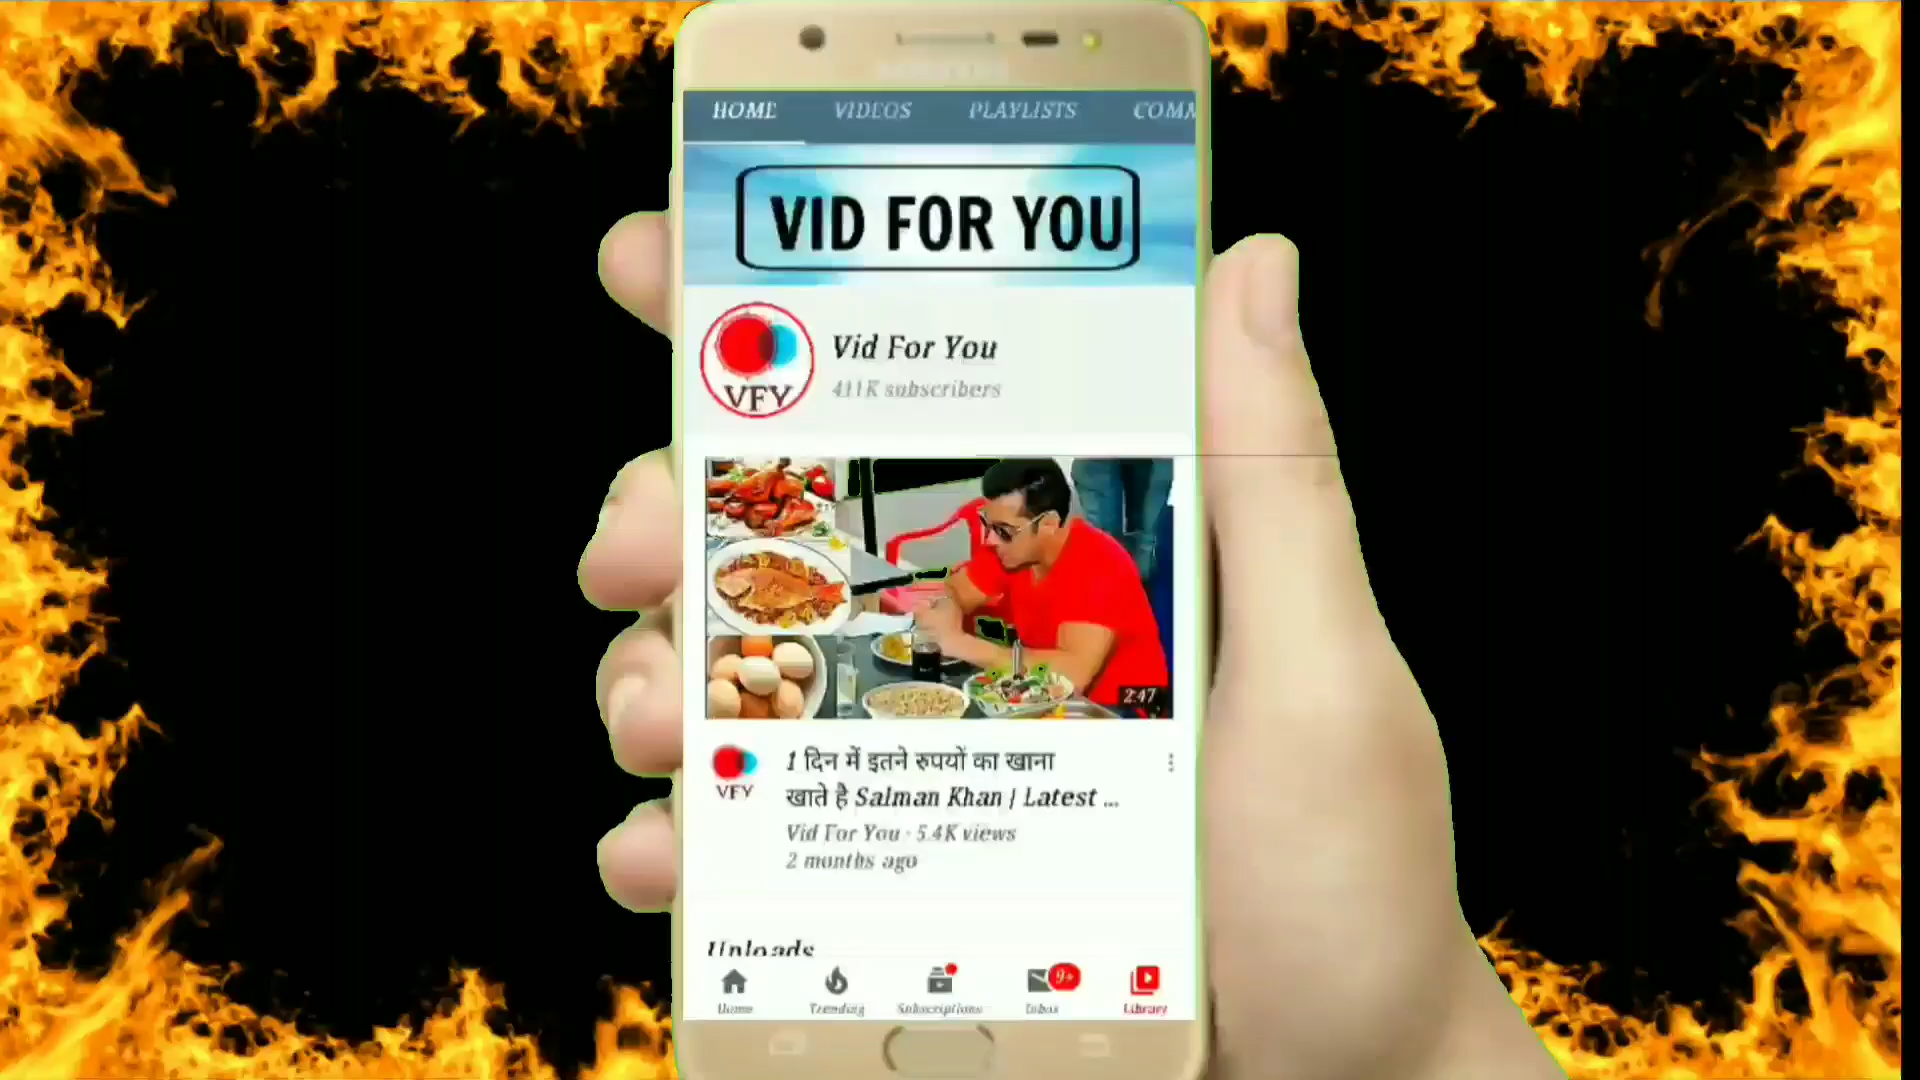 HOME VIDEOS PLAYLISTS COMM
VID FOR YOU
VFY
Vid For You
411K subscribers
2:47
VFY
1 दिन में इतने रुपयों का खाना
खाते है Salman Khan | Latest ...
Vid For You · 5.4K views
2 months ago
Uploads
9+
Home Trending Subscriptions Inbox Library